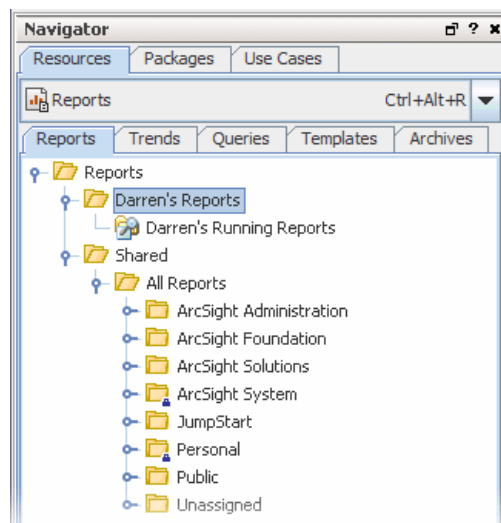 Navigator ?
Resources Packages Use Cases
Reports Ctrl+Alt+R
Reports Trends Queries Templates Archives
Reports
Darren's Reports
Darren's Running Reports
Shared
All Reports
ArcSight Administration
ArcSight Foundation
ArcSight Solutions
ArcSight System
JumpStart
Personal
Public
Unassigned